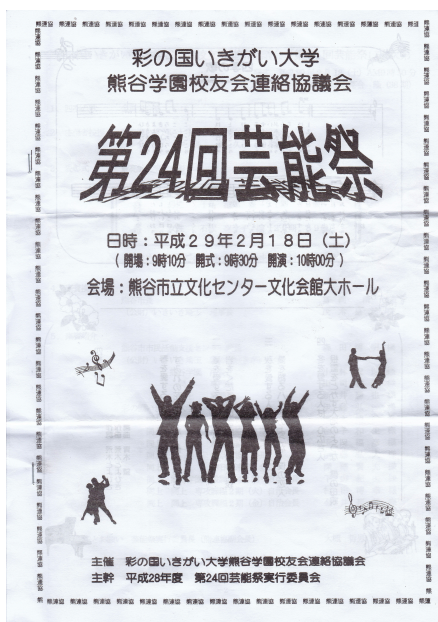 彩の国いきがい大学
熊谷学園校友会連絡協議会
第24回芸能祭
日時：平成29年2月18日（土）
（ 開場：9時10分 開式：9時30分 開演：10時00分 ）
会場：熊谷市立文化センター文化会館大ホール
主催 彩の国いきがい大学熊谷学園校友会連絡協議会
主幹 平成28年度 第24回芸能祭実行委員会